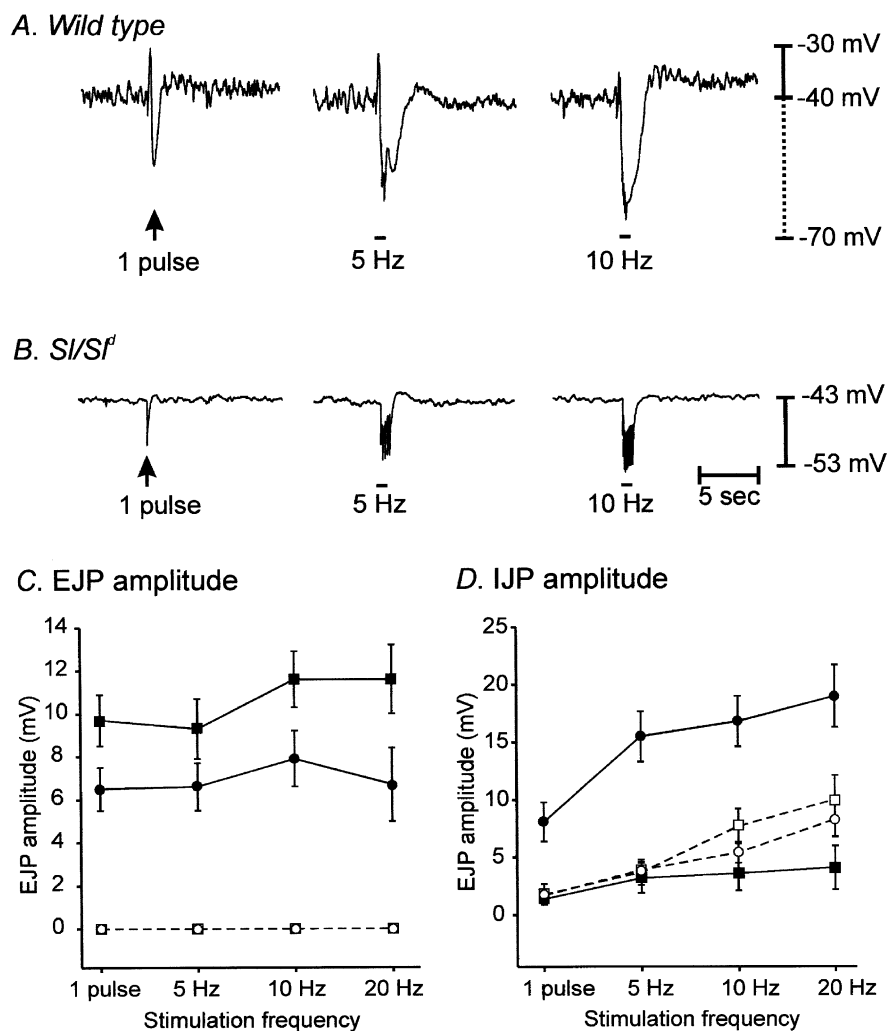 A. Wild type
-30 mV
-40 mV
-70 mV
1 pulse
5 Hz
10 Hz
B. Sl/Sl^d
-43 mV
-53 mV
1 pulse
5 Hz
10 Hz
5 sec
C. EJP amplitude
14
12
10
8
6
4
2
0
EJP amplitude (mV)
1 pulse 5 Hz 10 Hz 20 Hz
Stimulation frequency
D. IJP amplitude
25
20
15
10
5
0
EJP amplitude (mV)
1 pulse 5 Hz 10 Hz 20 Hz
Stimulation frequency